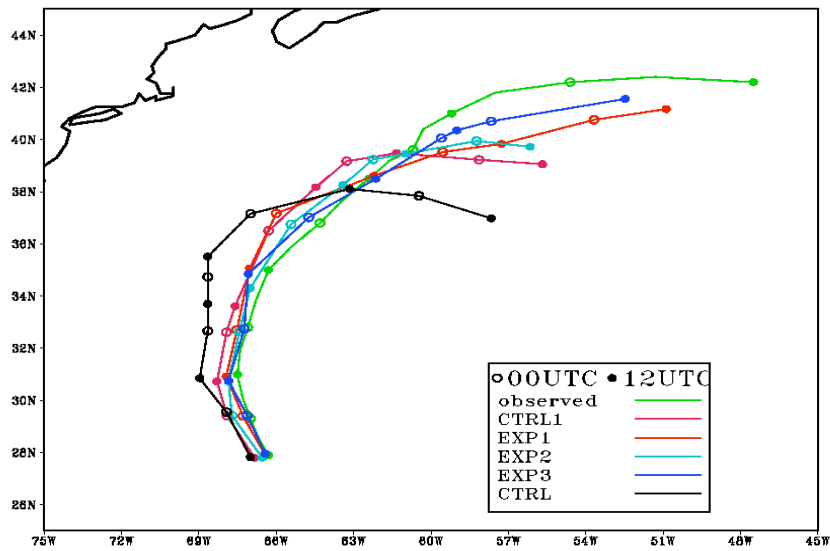 44N
42N
40N
38N
36N
34N
32N
30N
28N
26N
00UTC 12UTC
observed
CTRL1
EXP1
EXP2
EXP3
CTRL
75W 72W 69W 66W 63W 60W 57W 54W 51W 48W 45W